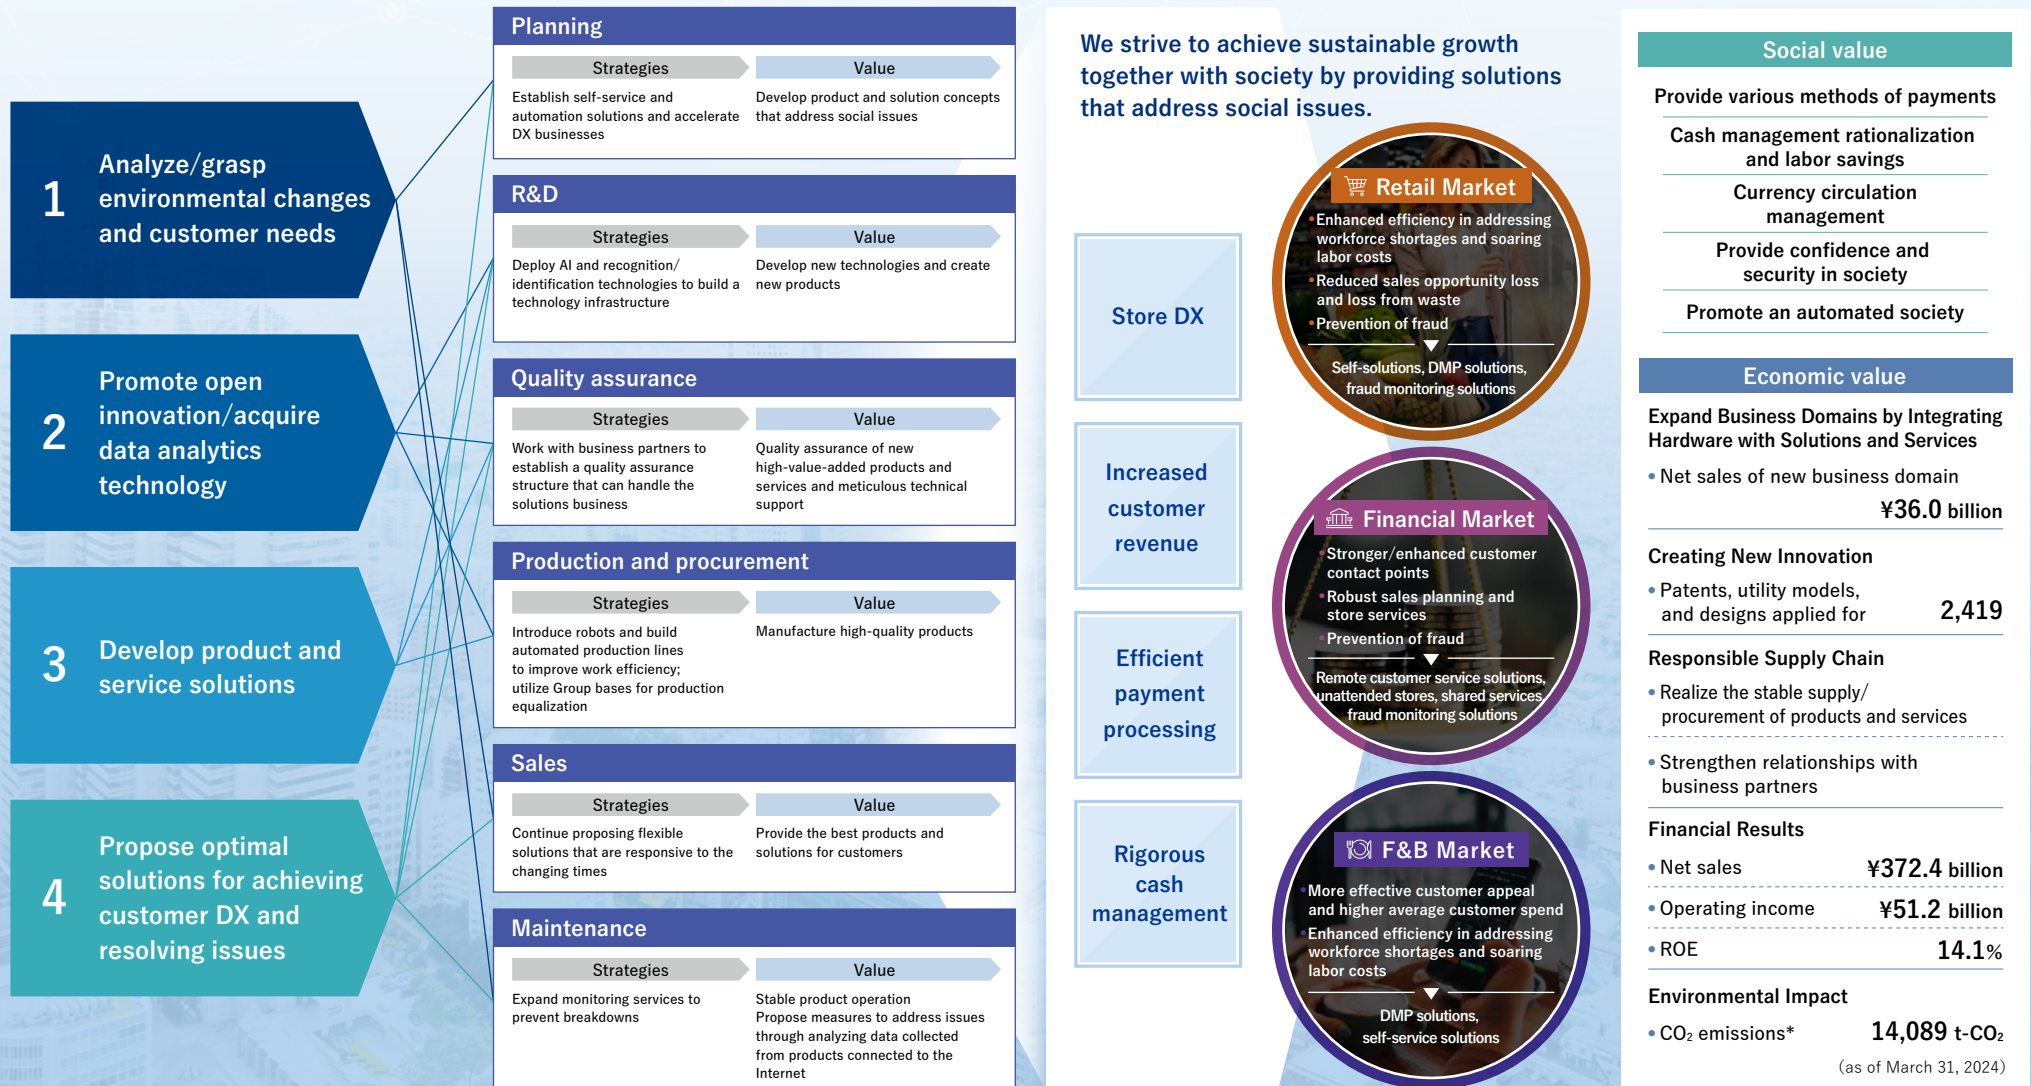 1
Analyze/grasp
environmental changes
and customer needs
2
Promote open
innovation/acquire
data analytics
technology
3
Develop product and
service solutions
4
Propose optimal
solutions for achieving
customer DX and
resolving issues
Planning
Strategies
Establish self-service and
automation solutions and accelerate
DX businesses
Value
Develop product and solution concepts
that address social issues
R&D
Strategies
Deploy AI and recognition/
identification technologies to build a
technology infrastructure
Value
Develop new technologies and create
new products
Quality assurance
Strategies
Work with business partners to
establish a quality assurance
structure that can handle the
solutions business
Value
Quality assurance of new
high-value-added products and
services and meticulous technical
support
Production and procurement
Strategies
Introduce robots and build
automated production lines
to improve work efficiency;
utilize Group bases for production
equalization
Value
Manufacture high-quality products
Sales
Strategies
Continue proposing flexible
solutions that are responsive to the
changing times
Value
Provide the best products and
solutions for customers
Maintenance
Strategies
Expand monitoring services to
prevent breakdowns
Value
Stable product operation
Propose measures to address issues
through analyzing data collected
from products connected to the
Internet
We strive to achieve sustainable growth
together with society by providing solutions
that address social issues.
Store DX
Increased
customer
revenue
Efficient
payment
processing
Rigorous
cash
management
Retail Market
•Enhanced efficiency in addressing
workforce shortages and soaring
labor costs
•Reduced sales opportunity loss
and loss from waste
•Prevention of fraud
Self-solutions, DMP solutions,
fraud monitoring solutions
Financial Market
•Stronger/enhanced customer
contact points
•Robust sales planning and
store services
•Prevention of fraud
Remote customer service solutions,
unattended stores, shared services,
fraud monitoring solutions
F&B Market
•More effective customer appeal
and higher average customer spend
•Enhanced efficiency in addressing
workforce shortages and soaring
labor costs
DMP solutions,
self-service solutions
Social value
Provide various methods of payments
Cash management rationalization
and labor savings
Currency circulation
management
Provide confidence and
security in society
Promote an automated society
Economic value
Expand Business Domains by Integrating
Hardware with Solutions and Services
• Net sales of new business domain
¥36.0 billion
Creating New Innovation
• Patents, utility models,
and designs applied for 2,419
Responsible Supply Chain
• Realize the stable supply/
procurement of products and services
• Strengthen relationships with
business partners
Financial Results
• Net sales ¥372.4 billion
• Operating income ¥51.2 billion
• ROE 14.1%
Environmental Impact
• CO₂ emissions* 14,089 t-CO₂
(as of March 31, 2024)